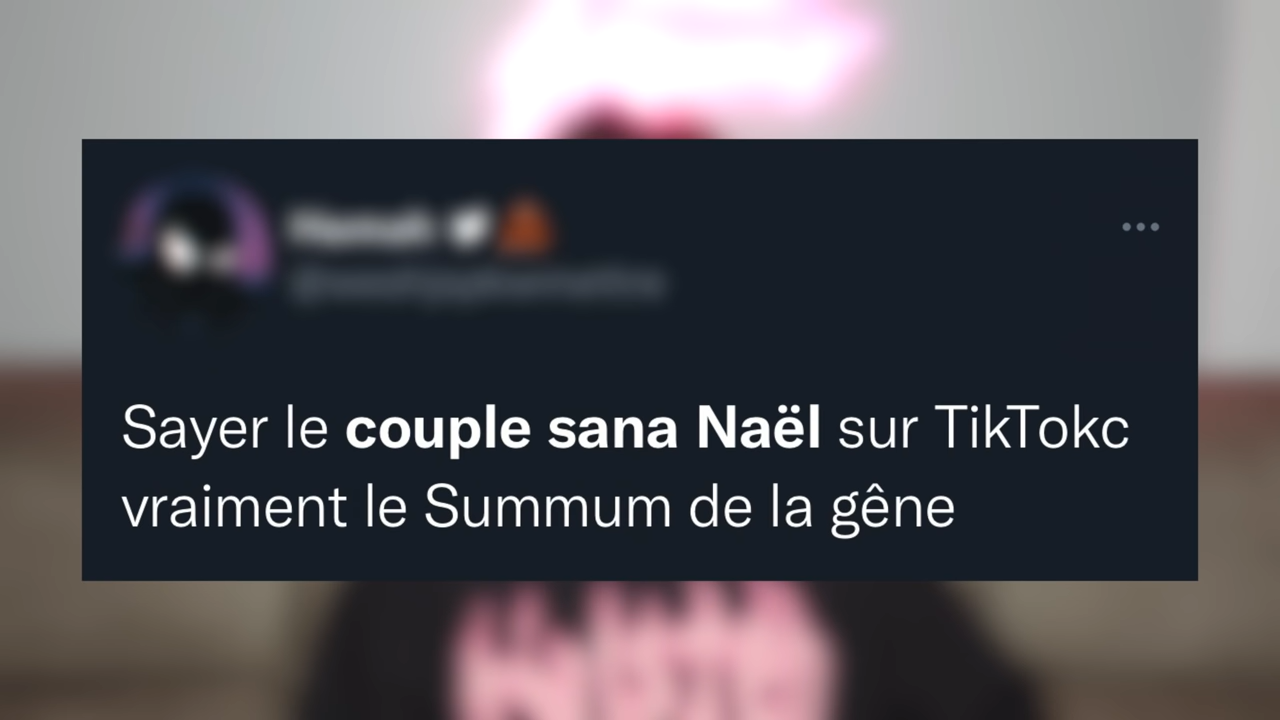 Sayer le couple sana Naël sur TikTokc
vraiment le Summum de la gêne